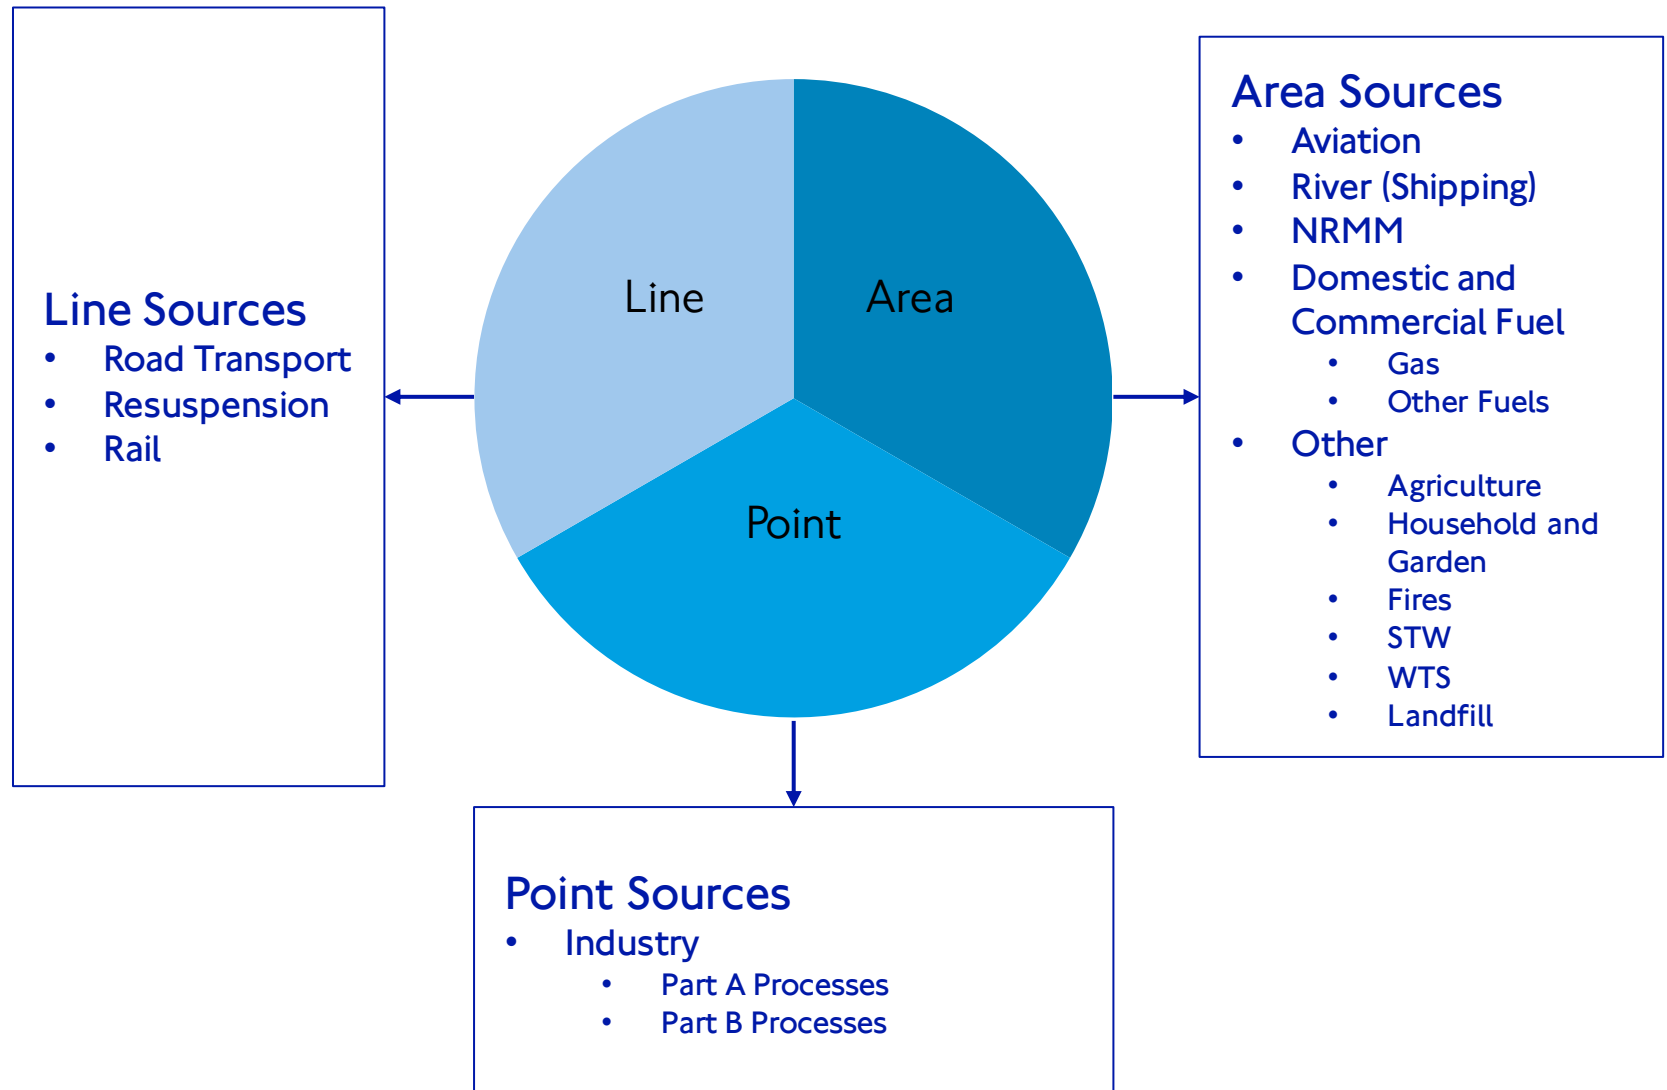 Line Sources
• Road Transport
• Resuspension
• Rail
Line
Area
Point
Area Sources
• Aviation
• River (Shipping)
• NRMM
• Domestic and
Commercial Fuel
• Gas
• Other Fuels
• Other
• Agriculture
• Household and
Garden
• Fires
• STW
• WTS
• Landfill
Point Sources
• Industry
• Part A Processes
• Part B Processes